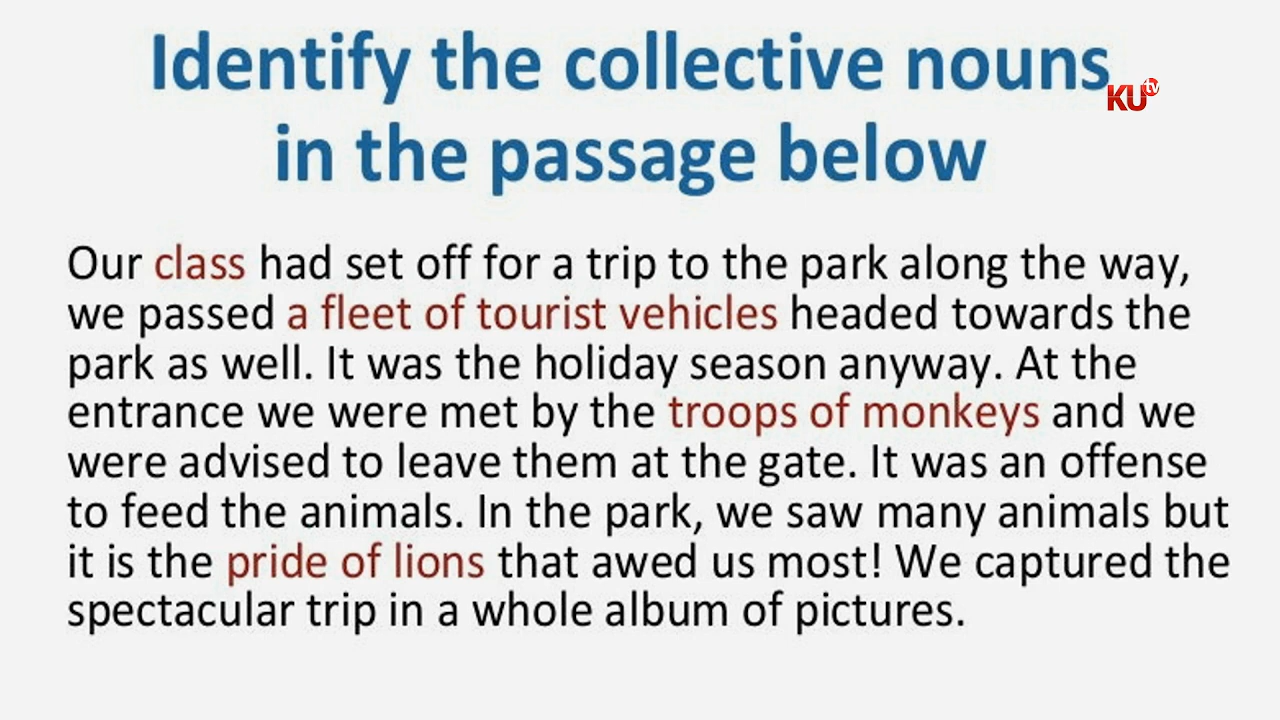 Identify the collective nouns
KUtv
in the passage below
Our class had set off for a trip to the park along the way,
we passed a fleet of tourist vehicles headed towards the
park as well. It was the holiday season anyway. At the
entrance we were met by the troops of monkeys and we
were advised to leave them at the gate. It was an offense
to feed the animals. In the park, we saw many animals but
it is the pride of lions that awed us most! We captured the
spectacular trip in a whole album of pictures.